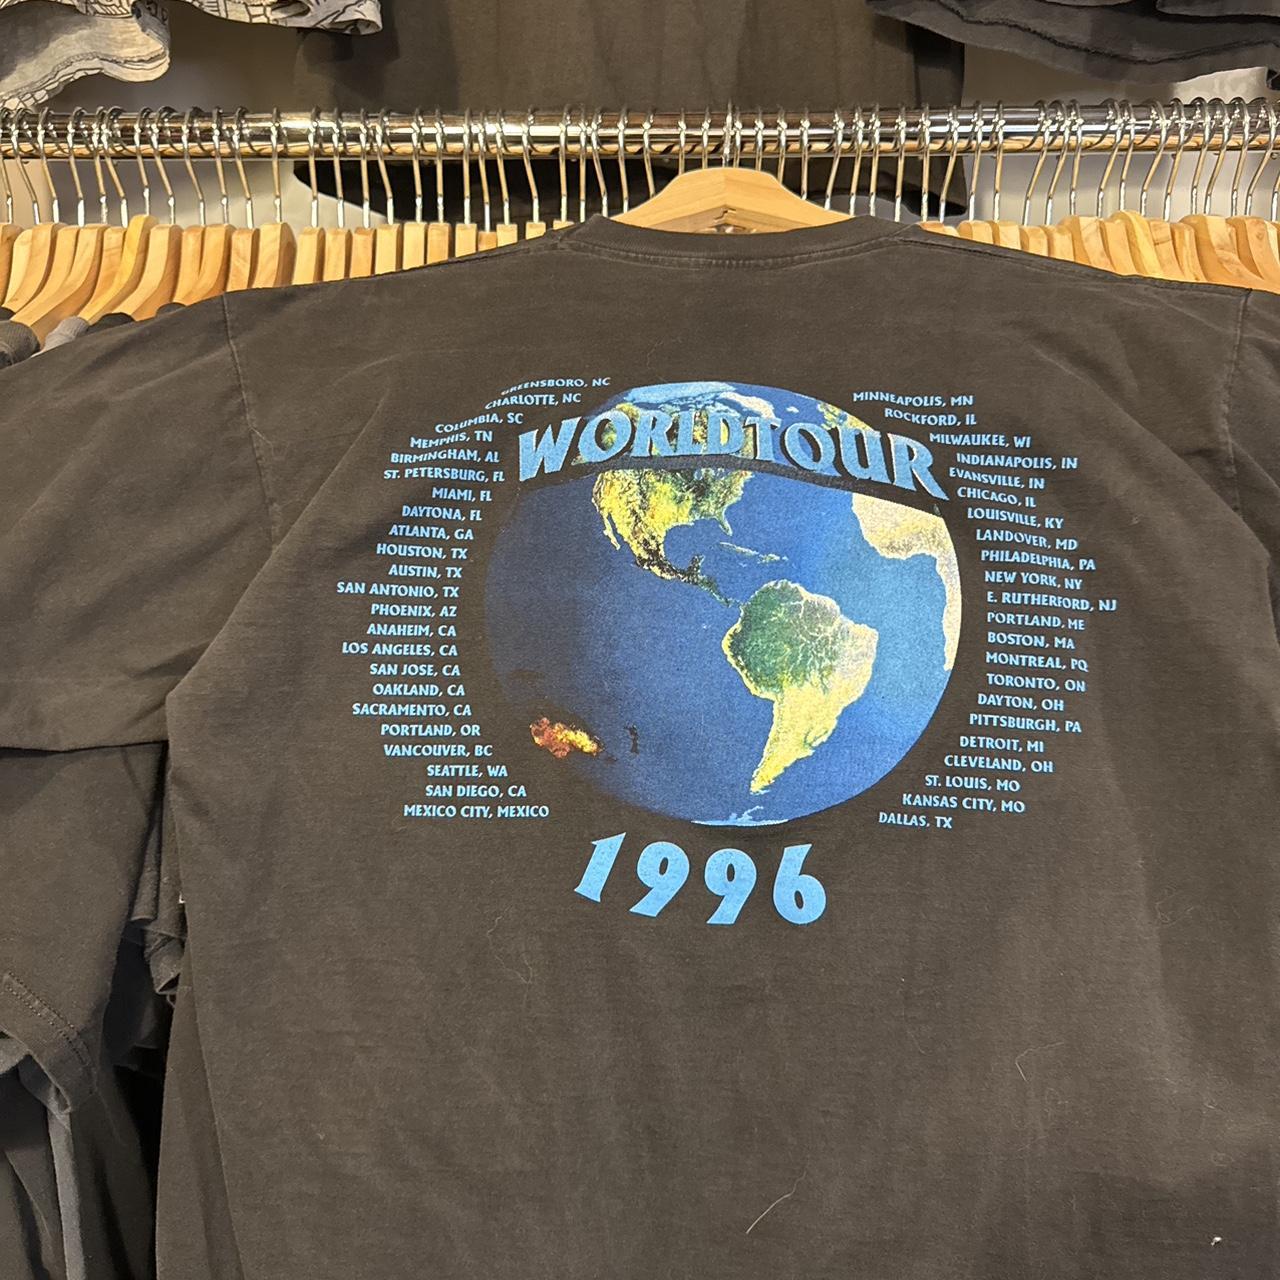 GREENSBORO, NC
CHARLOTTE, NC
COLUMBIA, SC
MEMPHIS, TN
BIRMINGHAM, AL
ST. PETERSBURG, FL
MIAMI, FL
DAYTONA, FL
ATLANTA, GA
HOUSTON, TX
AUSTIN, TX
SAN ANTONIO, TX
PHOENIX, AZ
ANAHEIM, CA
LOS ANGELES, CA
SAN JOSE, CA
OAKLAND, CA
SACRAMENTO, CA
PORTLAND, OR
VANCOUVER, BC
SEATTLE, WA
SAN DIEGO, CA
MEXICO CITY, MEXICO
WORLD TOUR
MINNEAPOLIS, MN
ROCKFORD, IL
MILWAUKEE, WI
INDIANAPOLIS, IN
EVANSVILLE, IN
CHICAGO, IL
LOUISVILLE, KY
LANDOVER, MD
PHILADELPHIA, PA
NEW YORK, NY
E. RUTHERFORD, NJ
PORTLAND, ME
BOSTON, MA
MONTREAL, PQ
TORONTO, ON
DAYTON, OH
PITTSBURGH, PA
DETROIT, MI
CLEVELAND, OH
ST. LOUIS, MO
KANSAS CITY, MO
DALLAS, TX
1996